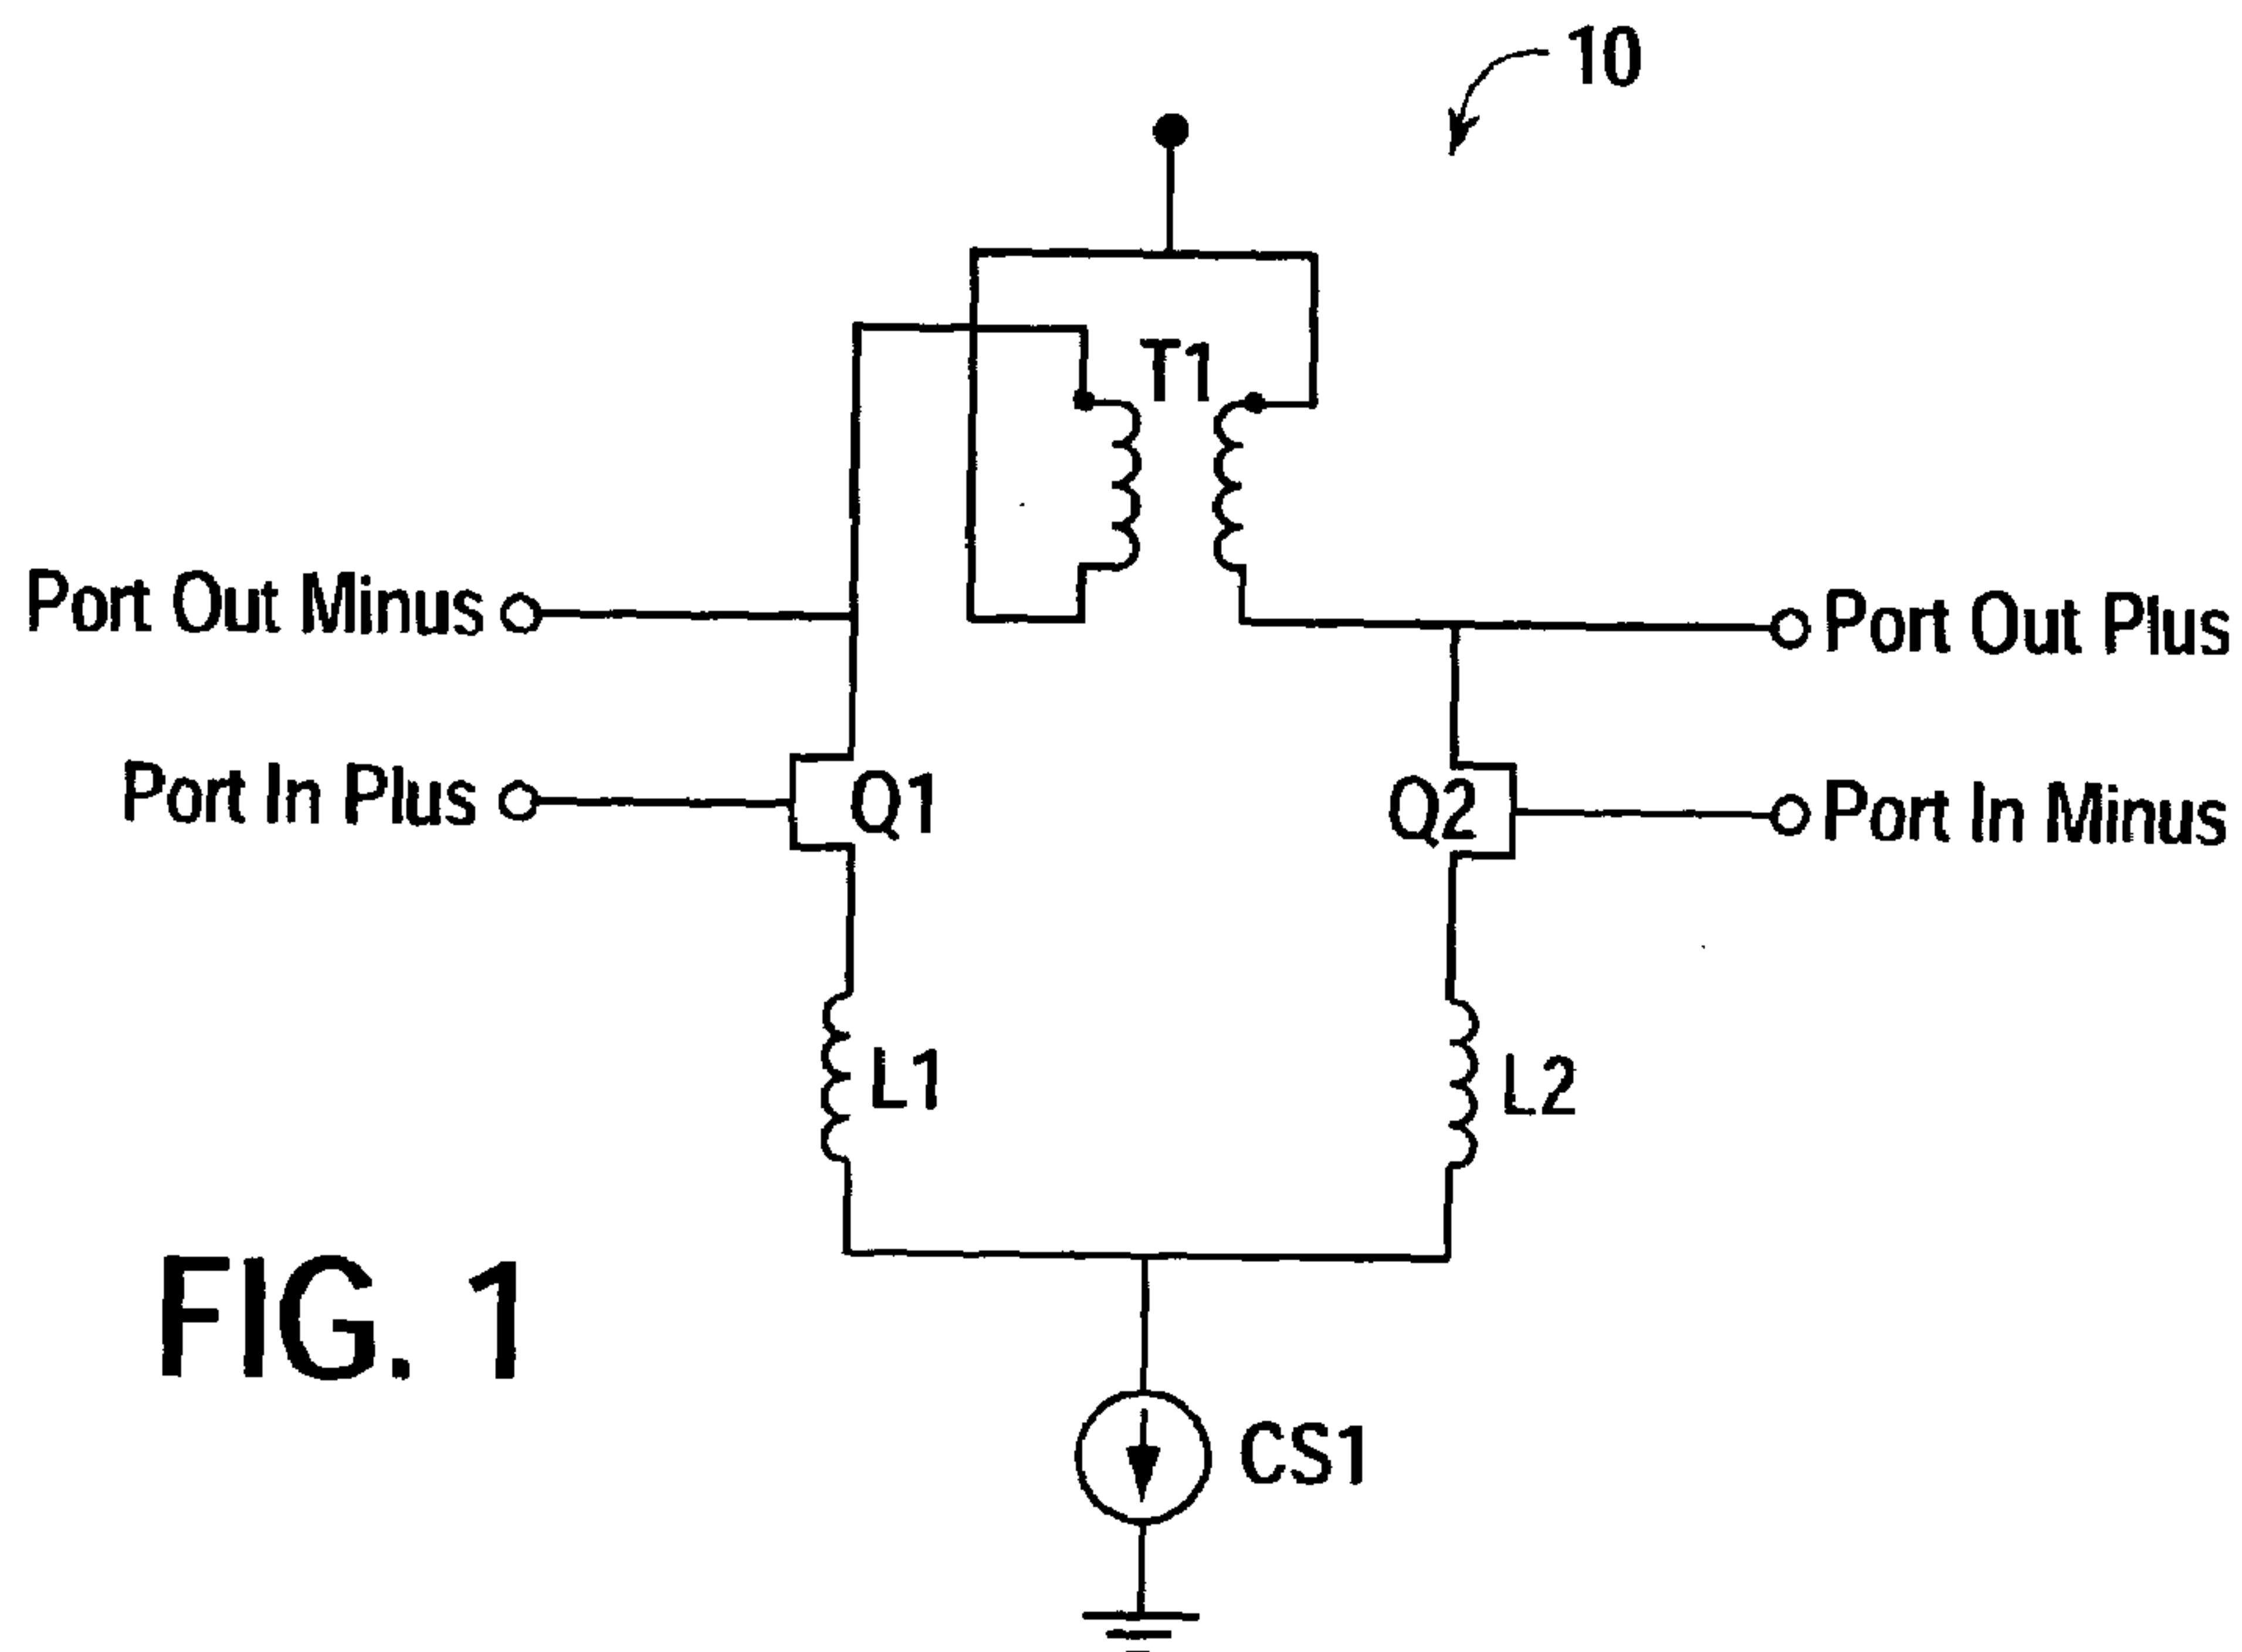 10
T1
Port Out Minus
Port Out Plus
Port In Plus
Q1
Q2
Port In Minus
L1
L2
FIG. 1
CS1